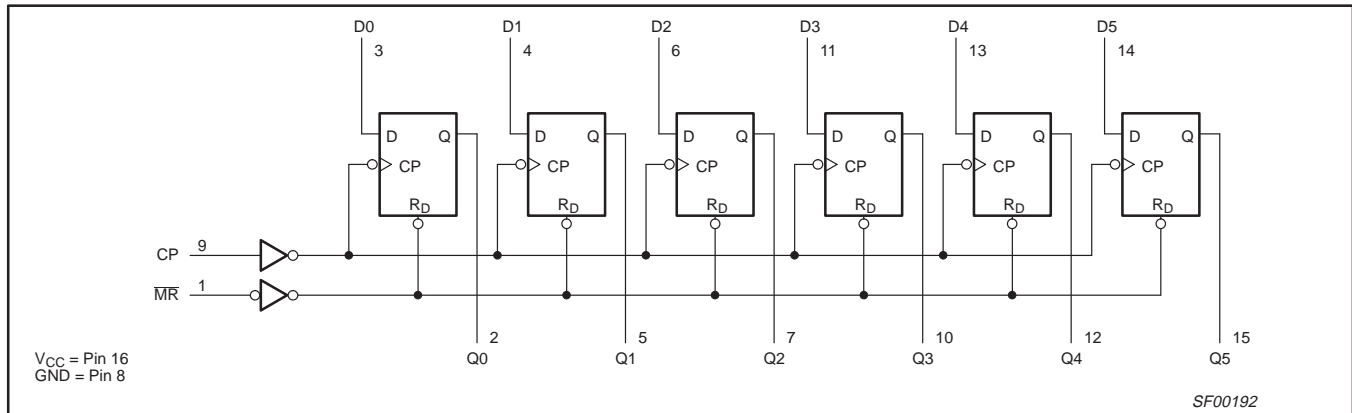 D0 D1 D2 D3 D4 D5
3 4 6 11 13 14
D Q D Q D Q D Q D Q D Q
CP CP CP CP CP CP
RD RD RD RD RD RD
CP 9
MR 1
2 5 7 10 12 15
Q0 Q1 Q2 Q3 Q4 Q5
VCC = Pin 16
GND = Pin 8
SF00192